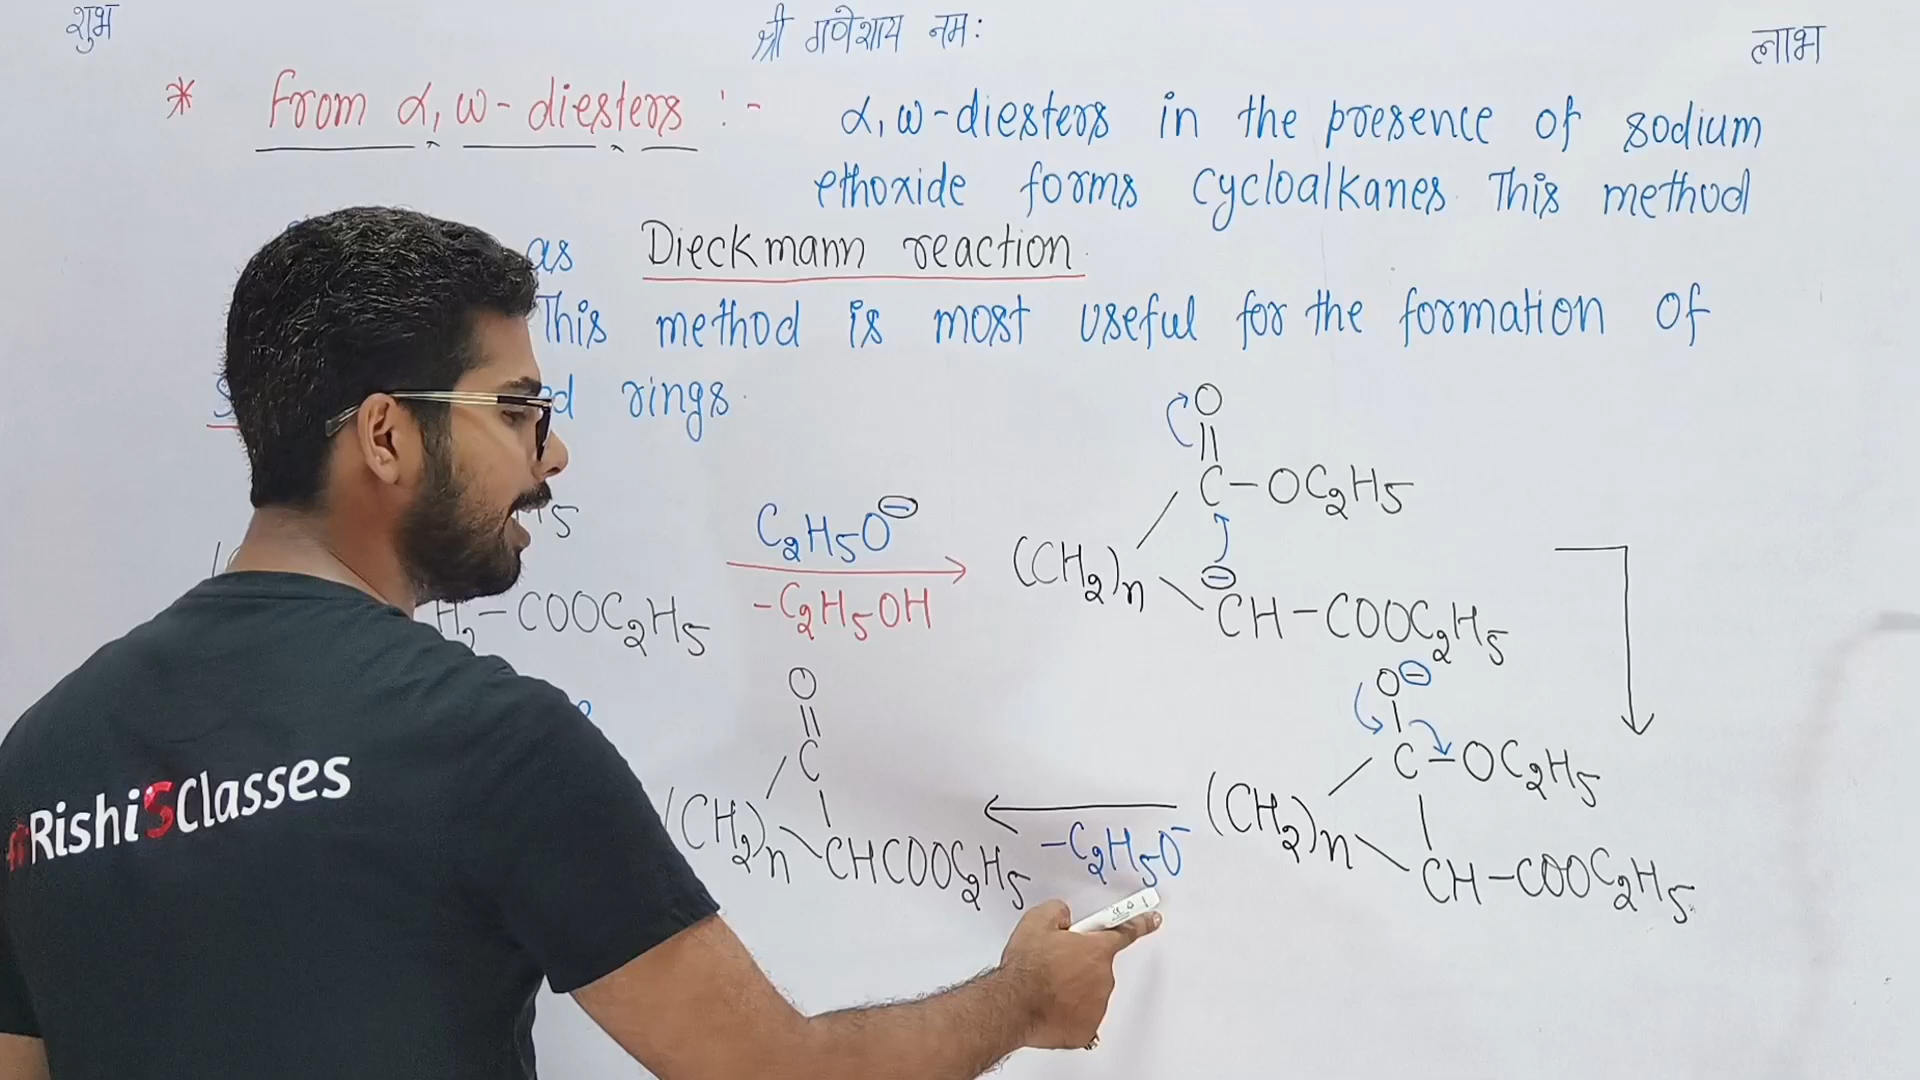 शुभ
श्री गणेशाय नमः
लाभ
* From α, ω-diesters :- α, ω-diesters in the presence of sodium
ethoxide forms cycloalkanes. This method
as Dieckmann reaction.
This method is most useful for the formation of
rings.
O
C-OC₂H₅
C₂H₅O⊖
(CH₂)n
⊖
-C₂H₅OH
H₂-COOC₂H₅
CH-COOC₂H₅
O⊖
O
C-OC₂H₅
C
(CH₂)n
(CH₂)n
CHCOOC₂H₅
-C₂H₅O⁻
CH-COOC₂H₅
#Rishi5Classes